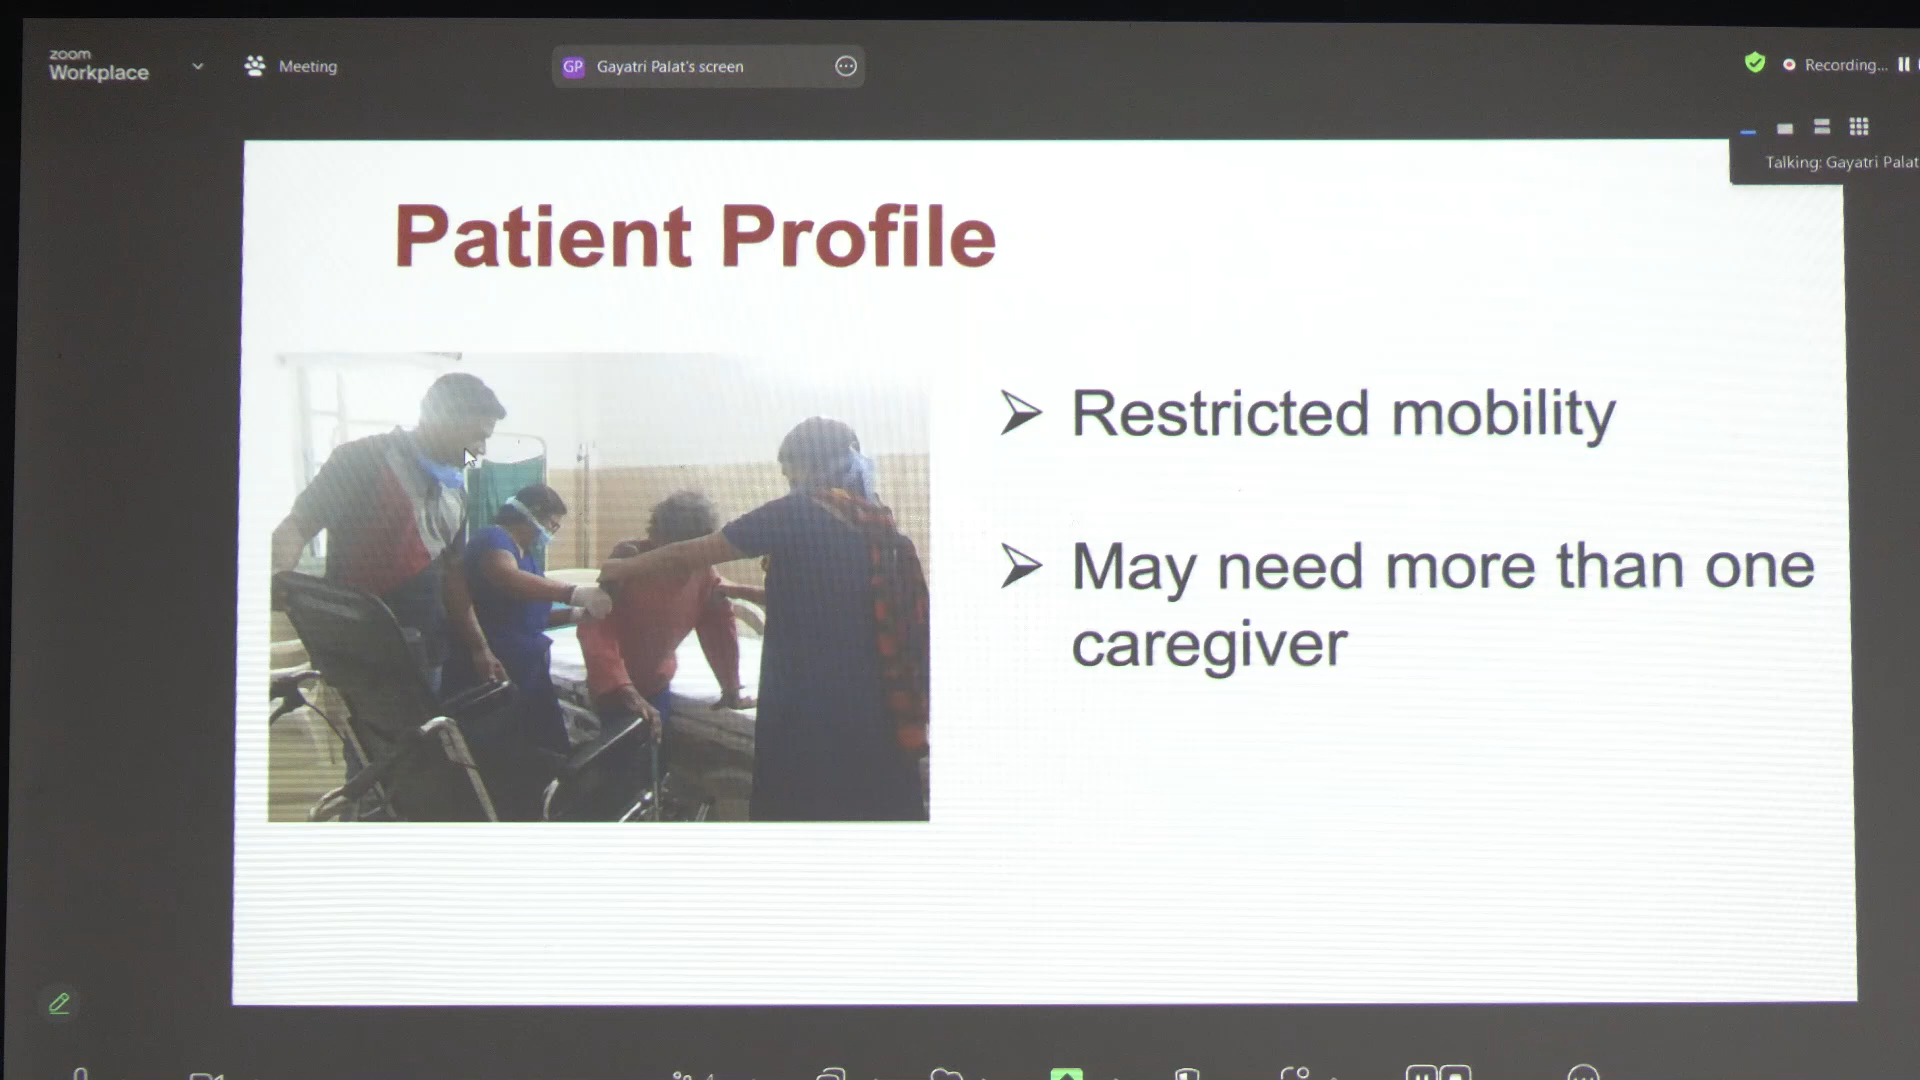 zoom
Workplace
Meeting
GP Gayatri Palat's screen
Recording...
Talking: Gayatri Palat
Patient Profile
Restricted mobility
May need more than one
caregiver